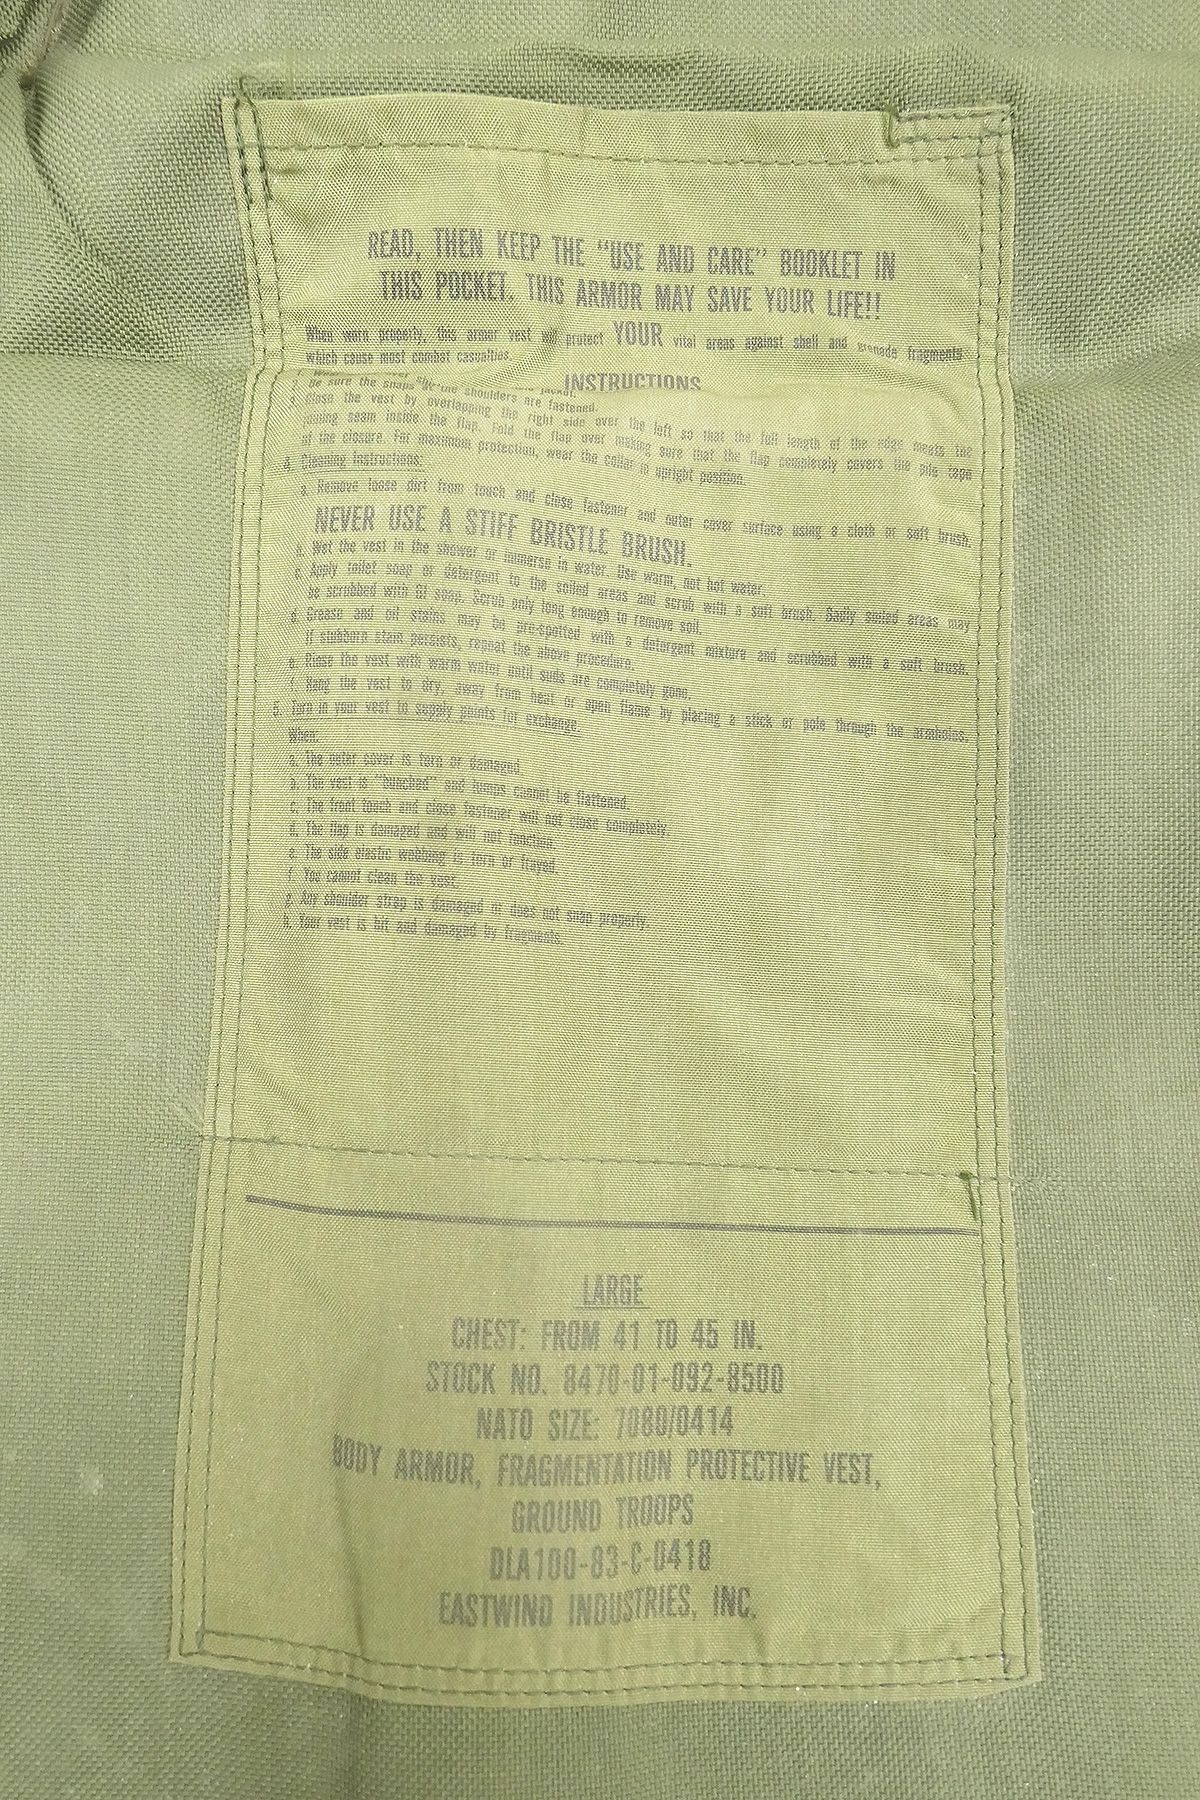 READ, THEN KEEP THE "USE AND CARE" BOOKLET IN
THIS POCKET. THIS ARMOR MAY SAVE YOUR LIFE!!
When worn properly, this armor vest will protect YOUR vital areas against shell and grenade fragments
which cause most combat casualties.
INSTRUCTIONS
2. Be sure the snaps on the shoulders are fastened.
3. Close the vest by overlapping the right side over the left so that the full length of the edge meets the
joining seam inside the flap. Fold the flap over making sure that the flap completely covers the pile tape
of the closure. For maximum protection, wear the collar in upright position.
4. Cleaning instructions:
a. Remove loose dirt from touch and close fastener and outer cover surface using a cloth or soft brush.
NEVER USE A STIFF BRISTLE BRUSH.
b. Wet the vest in the shower or immerse in water. Use warm, not hot water.
c. Apply toilet soap or detergent to the soiled areas and scrub with a soft brush. Badly soiled areas may
be scrubbed with GI soap. Scrub only long enough to remove soil.
d. Grease and oil stains may be pre-spotted with a detergent mixture and scrubbed with a soft brush.
If stubborn stain persists, repeat the above procedure.
e. Rinse the vest with warm water until suds are completely gone.
f. Hang the vest to dry, away from heat or open flame by placing a stick or pole through the armholes.
5. Turn in your vest to supply points for exchange.
When:
a. The outer cover is torn or damaged.
b. The vest is "bunched" and lumps cannot be flattened.
c. The front touch and close fastener will not close completely.
d. The flap is damaged and will not function.
e. The side elastic webbing is torn or frayed.
f. You cannot clean the vest.
g. Any shoulder strap is damaged or does not snap properly.
h. Your vest is hit and damaged by fragments.
LARGE
CHEST: FROM 41 TO 45 IN.
STOCK NO. 8470-01-092-8500
NATO SIZE: 7080/0414
BODY ARMOR, FRAGMENTATION PROTECTIVE VEST,
GROUND TROOPS
DLA100-83-C-0418
EASTWIND INDUSTRIES, INC.